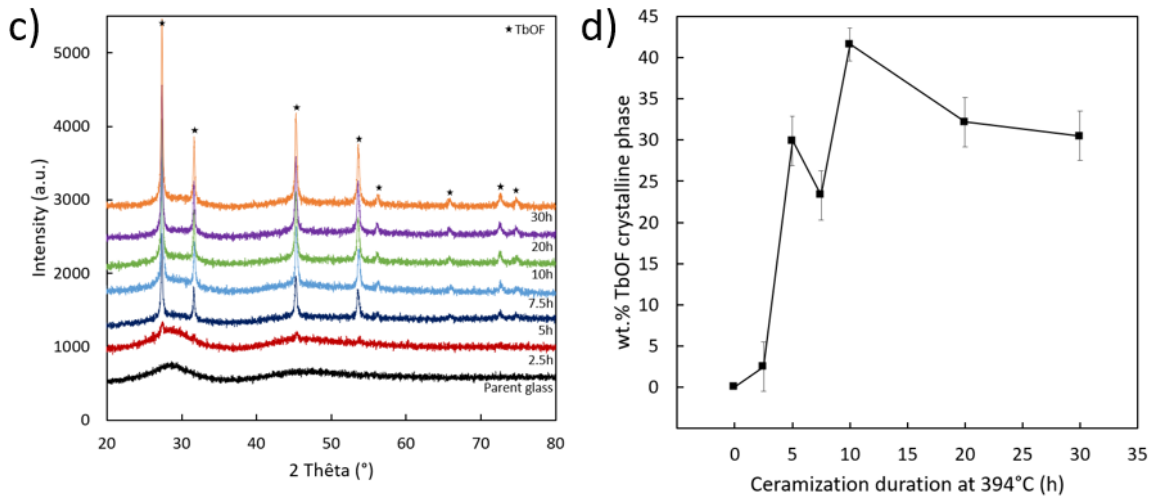 c)
★ TbOF
5000
4000
3000
2000
1000
0
Intensity (a.u.)
30h
20h
10h
7.5h
5h
2.5h
Parent glass
20
30
40
50
60
70
80
2 Thêta (°)
d)
45
40
35
30
25
20
15
10
5
0
wt.% TbOF crystalline phase
0
5
10
15
20
25
30
35
Ceramization duration at 394°C (h)